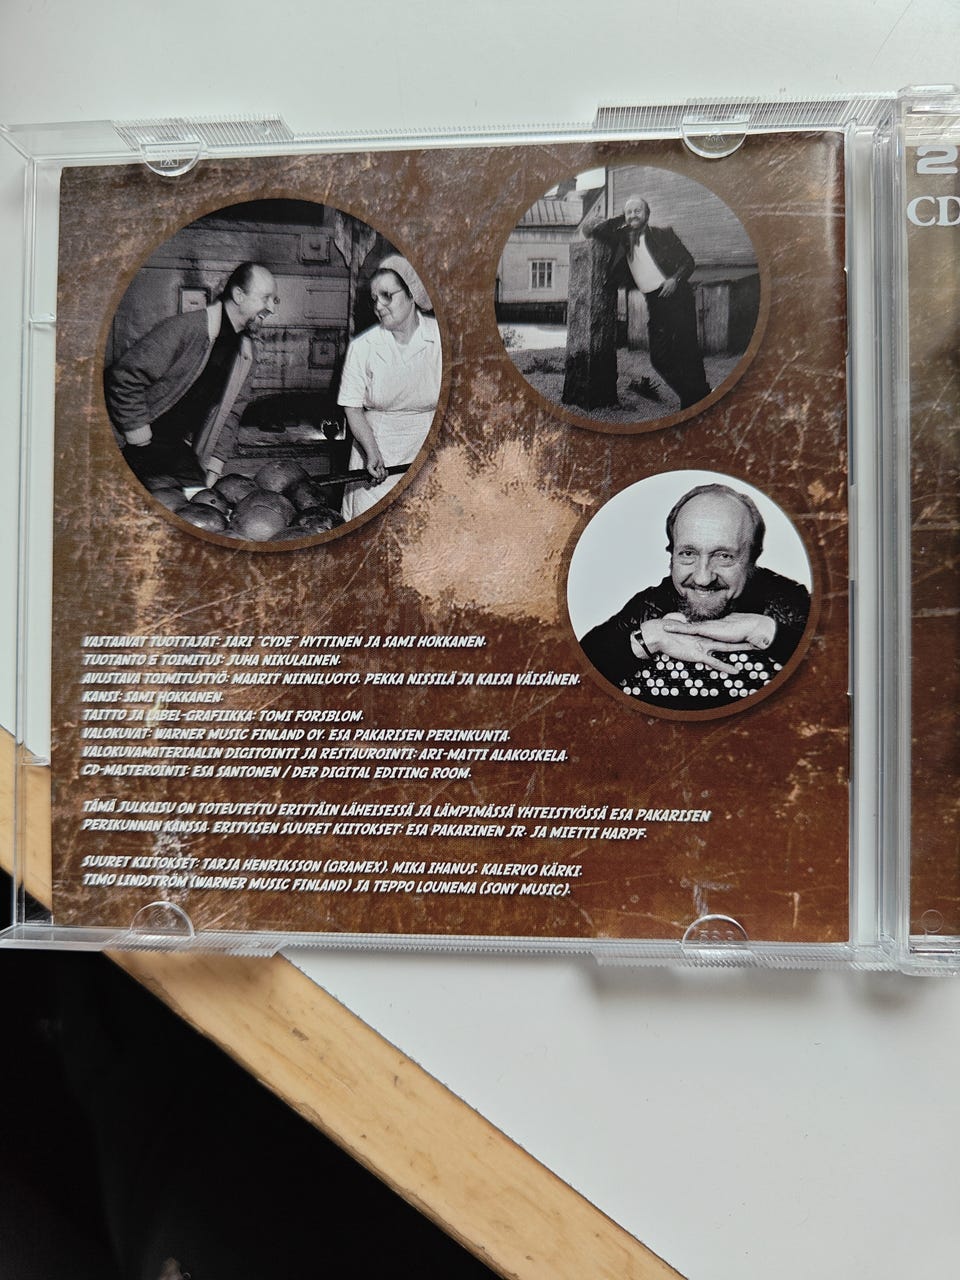 VASTAAVAT TUOTTAJAT: JARI "CYDE" HYTTINEN JA SAMI HOKKANEN.
TUOTANTO & TOIMITUS: JUHA NIKULAINEN.
AVUSTAVA TOIMITUSTYÖ: MAARIT NIINILUOTO. PEKKA NISSILÄ JA KAISA VÄISÄNEN.
KANSI: SAMI HOKKANEN.
TAITTO JA LABEL-GRAFIIKKA: TOMI FORSBLOM.
VALOKUVAT: WARNER MUSIC FINLAND OY. ESA PAKARISEN PERINKUNTA.
VALOKUVAMATERIAALIN DIGITOINTI JA RESTAUROINTI: ARI-MATTI ALAKOSKELA.
CD-MASTEROINTI: ESA SANTONEN / DER DIGITAL EDITING ROOM.
TÄMÄ JULKAISU ON TOTEUTETTU ERITTÄIN LÄHEISESSÄ JA LÄMPIMÄSSÄ YHTEISTYÖSSÄ ESA PAKARISEN
PERIKUNNAN KANSSA. ERITYISEN SUURET KIITOKSET: ESA PAKARINEN JR. JA MIETTI HARPF.
SUURET KIITOKSET: TARJA HENRIKSSON (GRAMEX). MIKA IHANUS. KALERVO KÄRKI.
TIMO LINDSTRÖM (WARNER MUSIC FINLAND) JA TEPPO LOUNEMA (SONY MUSIC).
2
CD